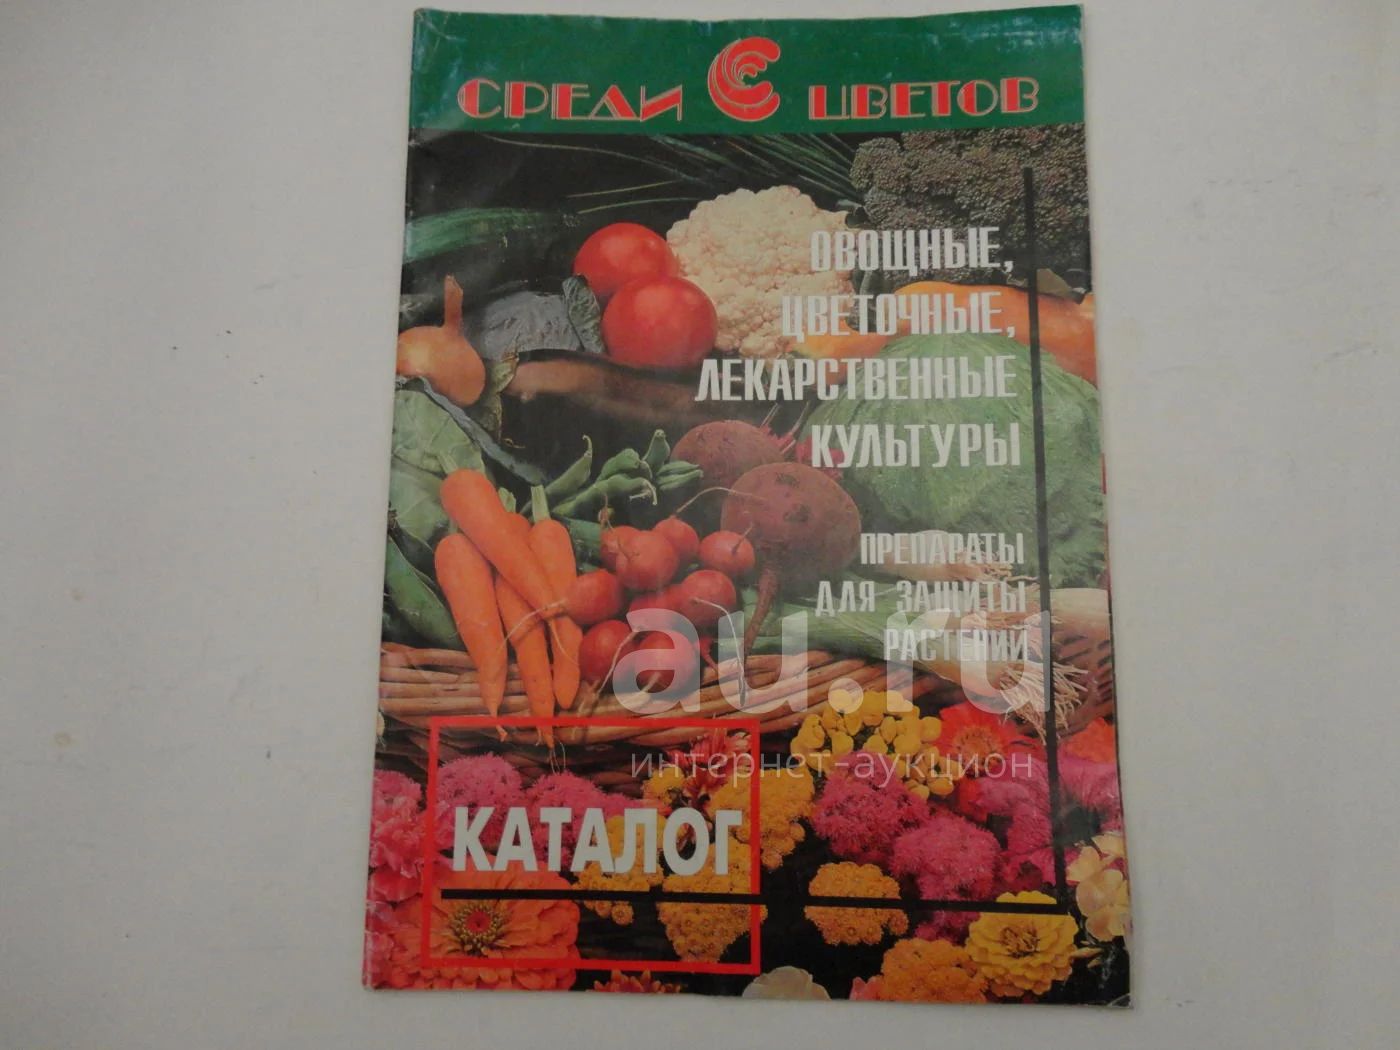 СРЕДИ ЦВЕТОВ
ОВОЩНЫЕ,
ЦВЕТОЧНЫЕ,
ЛЕКАРСТВЕННЫЕ
КУЛЬТУРЫ
ПРЕПАРАТЫ
ДЛЯ ЗАЩИТЫ
РАСТЕНИЙ
au.ru
интернет-аукцион
КАТАЛОГ